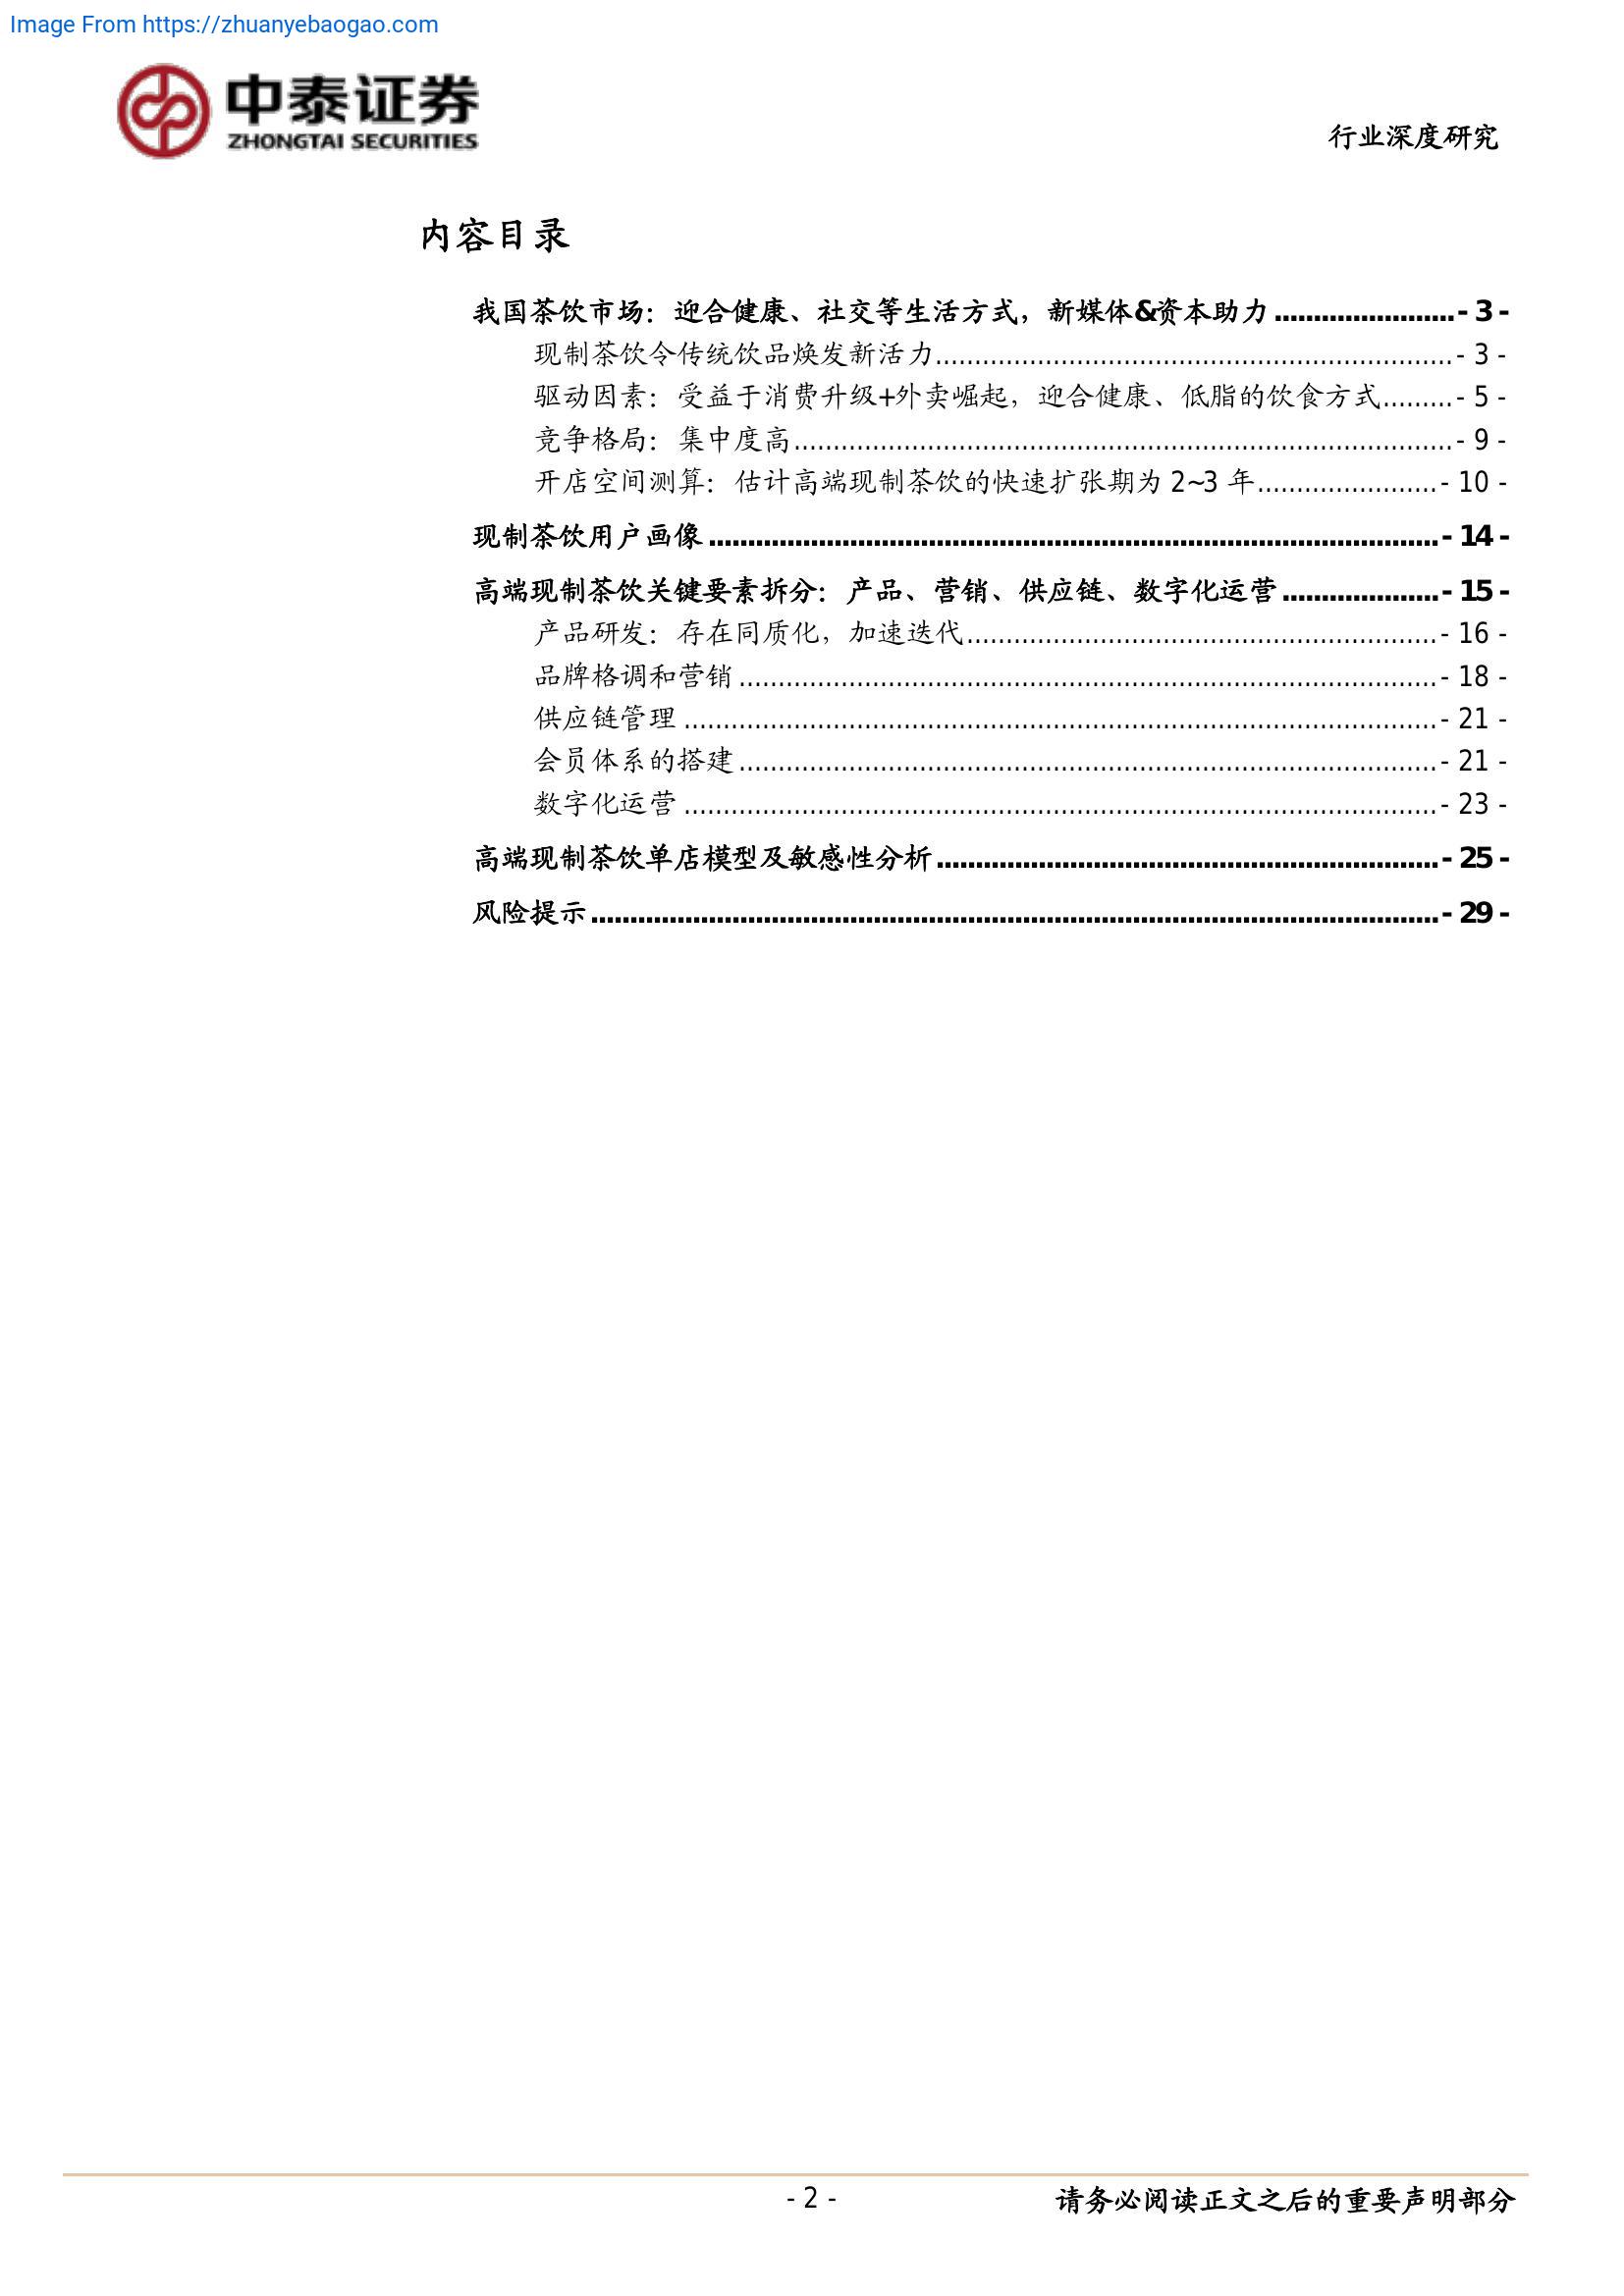 Image From https://zhuanyebaogao.com
中泰证券
ZHONGTAI SECURITIES
行业深度研究
内容目录
我国茶饮市场：迎合健康、社交等生活方式，新媒体&资本助力.......................- 3 -
现制茶饮令传统饮品焕发新活力..................................................................- 3 -
驱动因素：受益于消费升级+外卖崛起，迎合健康、低脂的饮食方式.........- 5 -
竞争格局：集中度高....................................................................................- 9 -
开店空间测算：估计高端现制茶饮的快速扩张期为 2~3 年.......................- 10 -
现制茶饮用户画像.............................................................................................- 14 -
高端现制茶饮关键要素拆分：产品、营销、供应链、数字化运营....................- 15 -
产品研发：存在同质化，加速迭代............................................................- 16 -
品牌格调和营销.........................................................................................- 18 -
供应链管理................................................................................................- 21 -
会员体系的搭建.........................................................................................- 21 -
数字化运营................................................................................................- 23 -
高端现制茶饮单店模型及敏感性分析................................................................- 25 -
风险提示............................................................................................................- 29 -
- 2 -
请务必阅读正文之后的重要声明部分